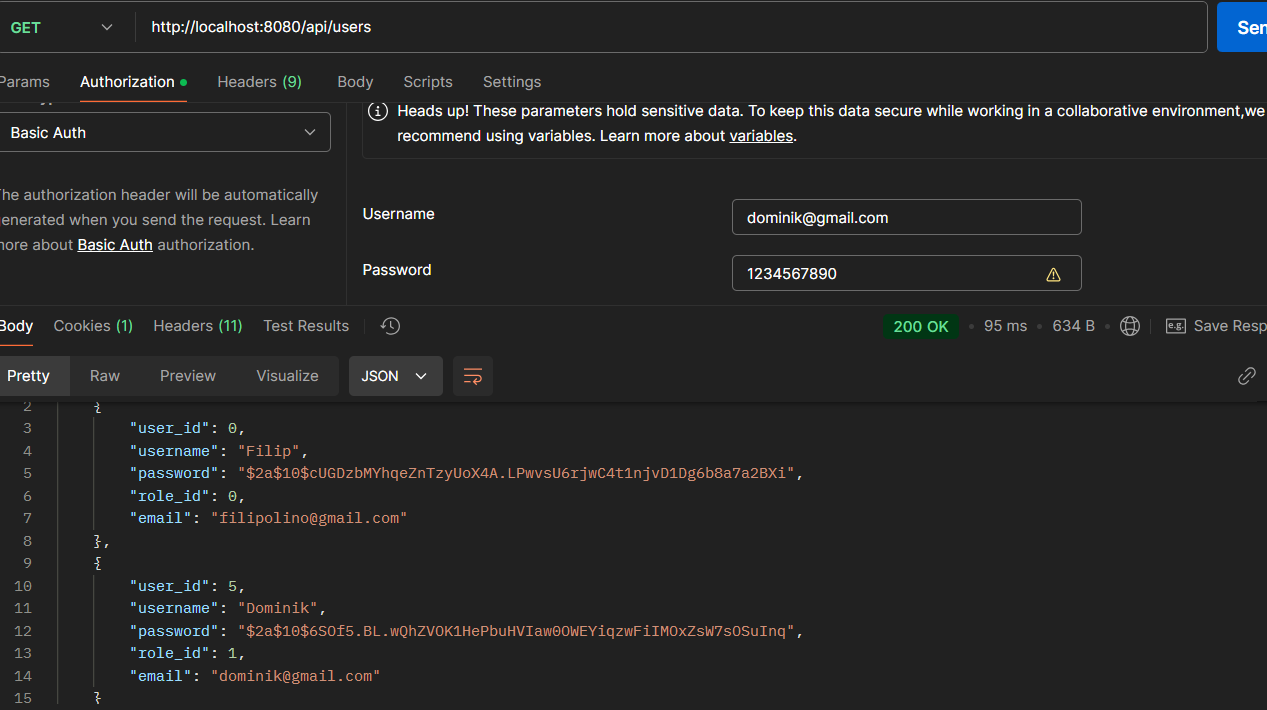 GET http://localhost:8080/api/users
Params Authorization Headers (9) Body Scripts Settings
Basic Auth
Heads up! These parameters hold sensitive data. To keep this data secure while working in a collaborative environment,we
recommend using variables. Learn more about variables.
The authorization header will be automatically
generated when you send the request. Learn
more about Basic Auth authorization.
Username dominik@gmail.com
Password 1234567890
Body Cookies (1) Headers (11) Test Results 200 OK 95 ms 634 B e.g. Save Resp
Pretty Raw Preview Visualize JSON
2 {
3 "user_id": 0,
4 "username": "Filip",
5 "password": "$2a$10$cUGDzbMYhqeZnTzyUoX4A.LPwvsU6rjwC4t1njvD1Dg6b8a7a2BXi",
6 "role_id": 0,
7 "email": "filipolino@gmail.com"
8 },
9 {
10 "user_id": 5,
11 "username": "Dominik",
12 "password": "$2a$10$6SOf5.BL.wQhZVOK1HePbuHVIaw0OWEYiqzwFiIMOxZsW7sOSuInq",
13 "role_id": 1,
14 "email": "dominik@gmail.com"
15 }